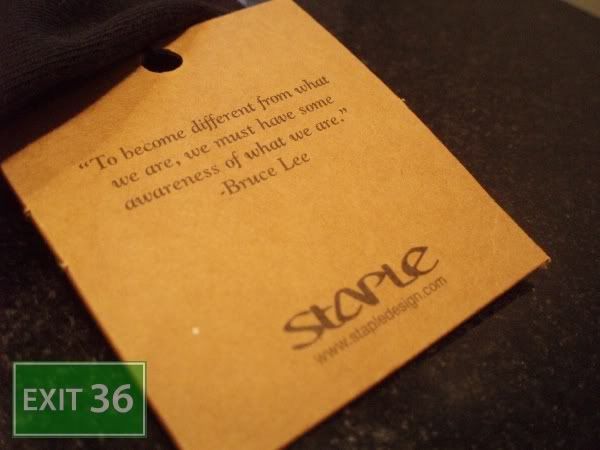 “To become different from what
we are, we must have some
awareness of what we are.”
-Bruce Lee
STAPLE
www.stapledesign.com
EXIT 36